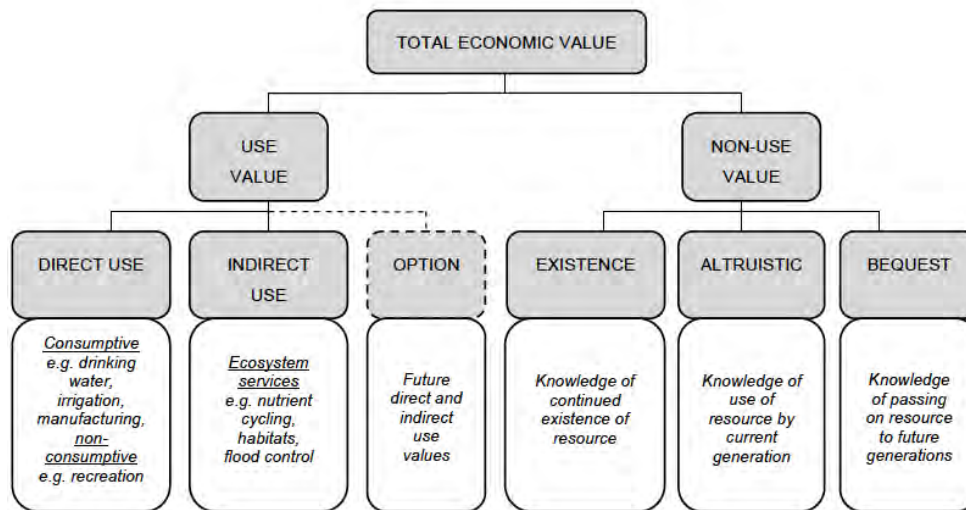 TOTAL ECONOMIC VALUE
USE
VALUE
NON-USE
VALUE
DIRECT USE
INDIRECT
USE
OPTION
EXISTENCE
ALTRUISTIC
BEQUEST
Consumptive
e.g. drinking
water,
irrigation,
manufacturing,
non-
consumptive
e.g. recreation
Ecosystem
services
e.g. nutrient
cycling,
habitats,
flood control
Future
direct and
indirect use
values
Knowledge of
continued
existence of
resource
Knowledge of
use of
resource by
current
generation
Knowledge
of passing
on resource
to future
generations